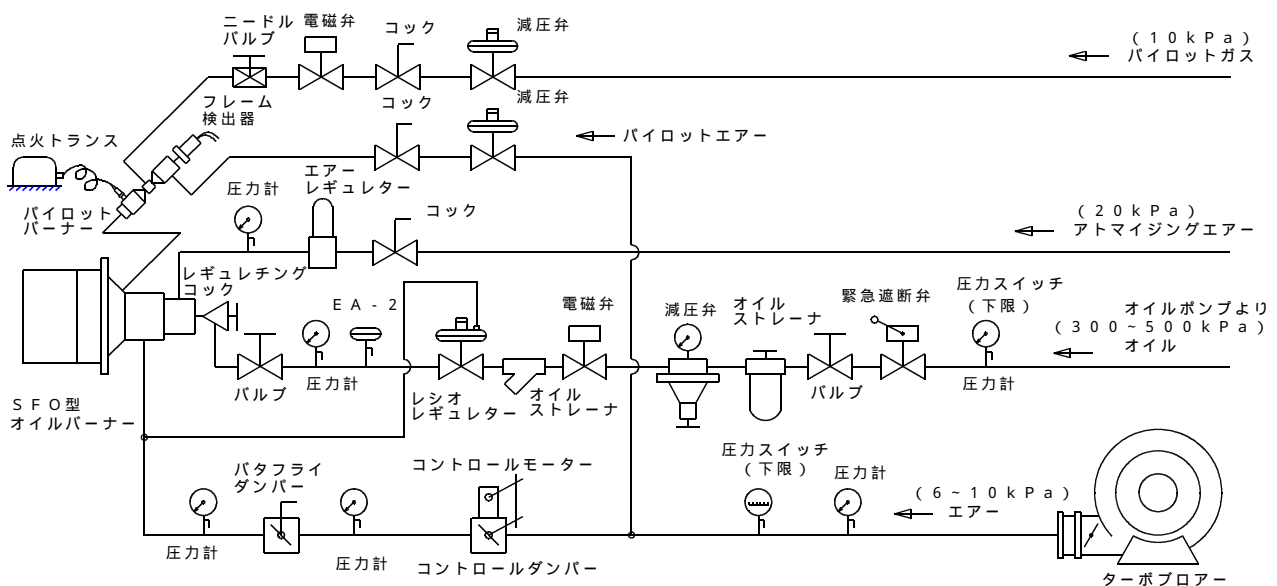 ニードル
バルブ
電磁弁
コック
減圧弁
(10kPa)
パイロットガス
フレーム
検出器
コック
減圧弁
パイロットエアー
点火トランス
エアー
レギュレター
圧力計
コック
パイロット
バーナー
(20kPa)
アトマイジングエアー
レギュレチング
コック
EA-2
電磁弁
減圧弁
オイル
ストレーナ
緊急遮断弁
圧力スイッチ
(下限)
オイルポンプより
(300~500kPa)
オイル
バルブ
圧力計
レシオ
レギュレター
オイル
ストレーナ
バルブ
圧力計
SFO型
オイルバーナー
バタフライ
ダンパー
コントロールモーター
圧力スイッチ
(下限)
圧力計
(6~10kPa)
エアー
圧力計
圧力計
コントロールダンパー
ターボブロアー